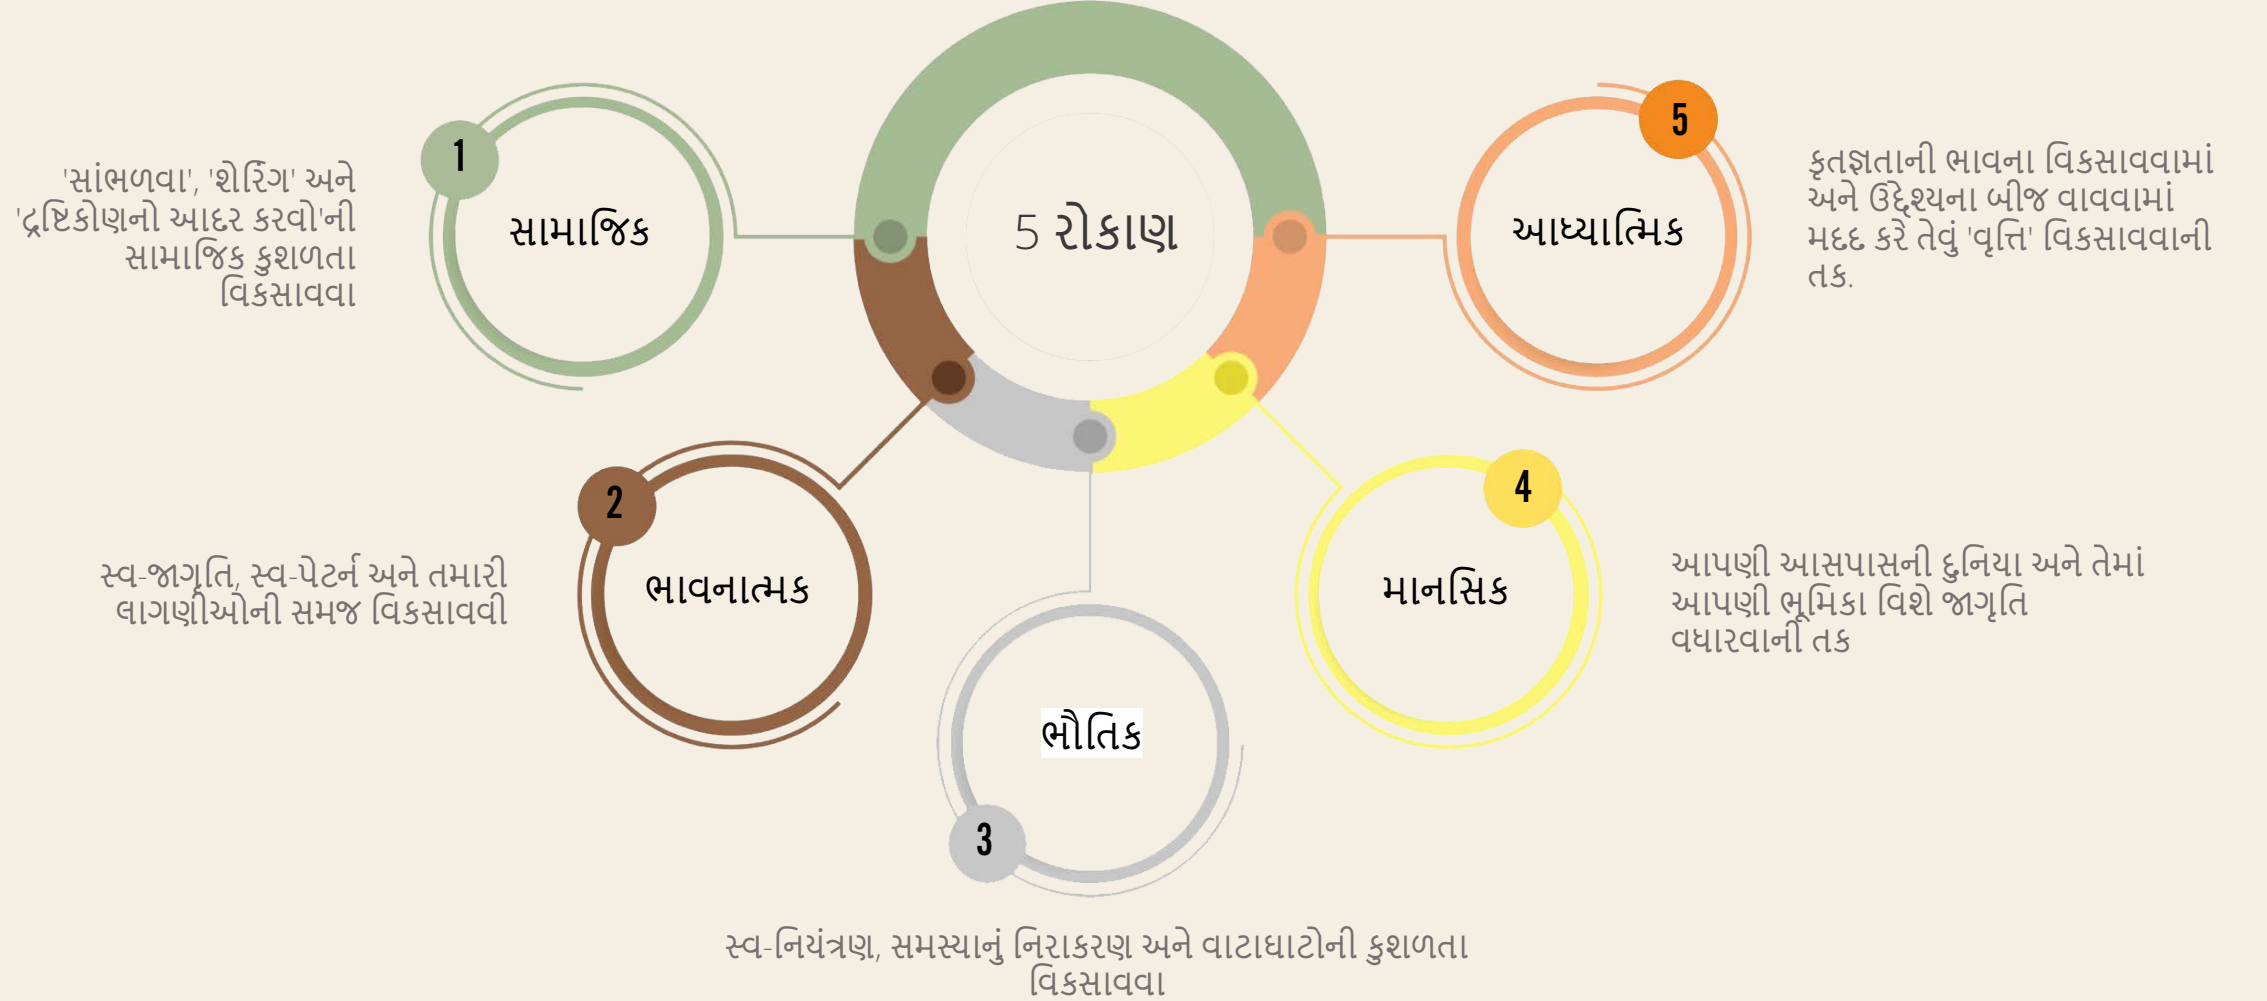 5 રોકાણ
1
સામાજિક
'સાંભળવા', 'શેરિંગ' અને
'દ્રષ્ટિકોણનો આદર કરવો'ની
સામાજિક કુશળતા
વિકસાવવા
2
ભાવનાત્મક
સ્વ-જાગૃતિ, સ્વ-પેટર્ન અને તમારી
લાગણીઓની સમજ વિકસાવવી
3
ભૌતિક
સ્વ-નિયંત્રણ, સમસ્યાનું નિરાકરણ અને વાટાઘાટોની કુશળતા
વિકસાવવા
4
માનસિક
આપણી આસપાસની દુનિયા અને તેમાં
આપણી ભૂમિકા વિશે જાગૃતિ
વધારવાની તક
5
આધ્યાત્મિક
કૃતજ્ઞતાની ભાવના વિકસાવવામાં
અને ઉદ્દેશ્યના બીજ વાવવામાં
મદદ કરે તેવું 'વૃત્તિ' વિકસાવવાની
તક.